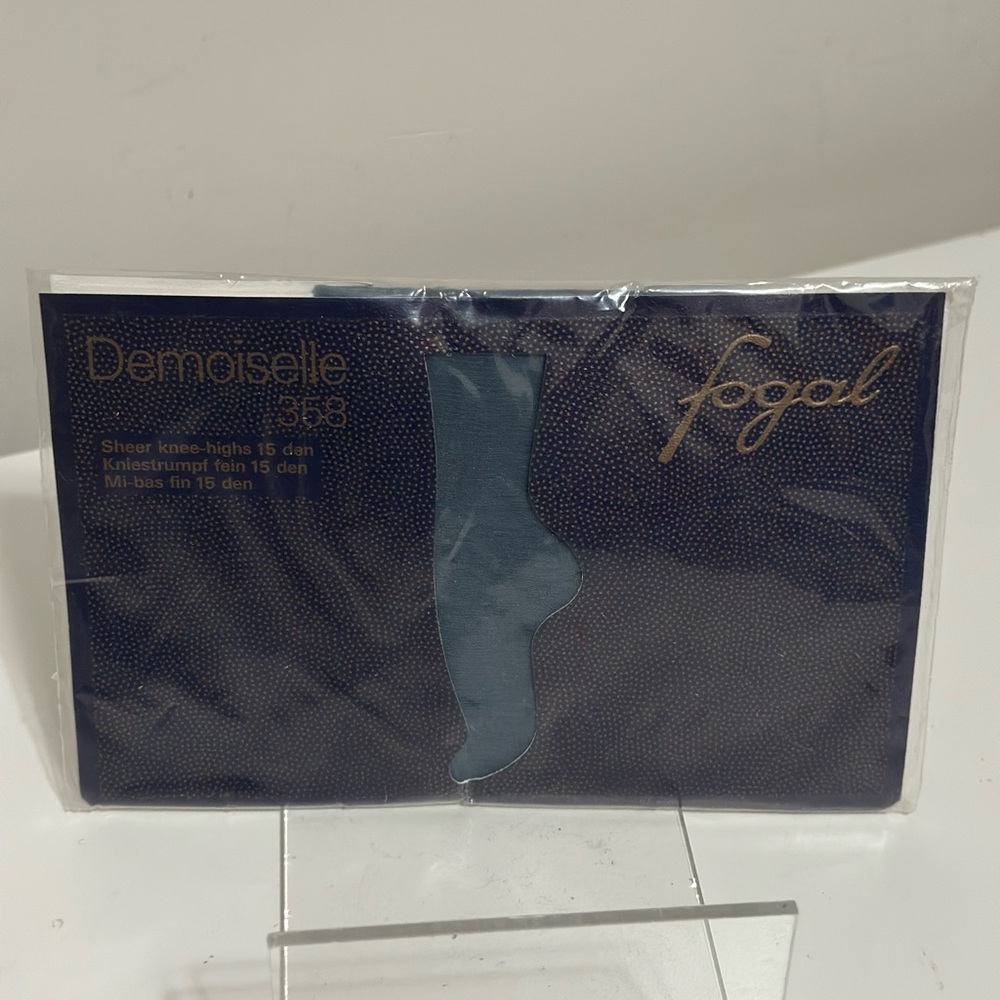 Demoiselle
358
Sheer knee-highs 15 den
Kniestrumpf fein 15 den
Mi-bas fin 15 den
fogal